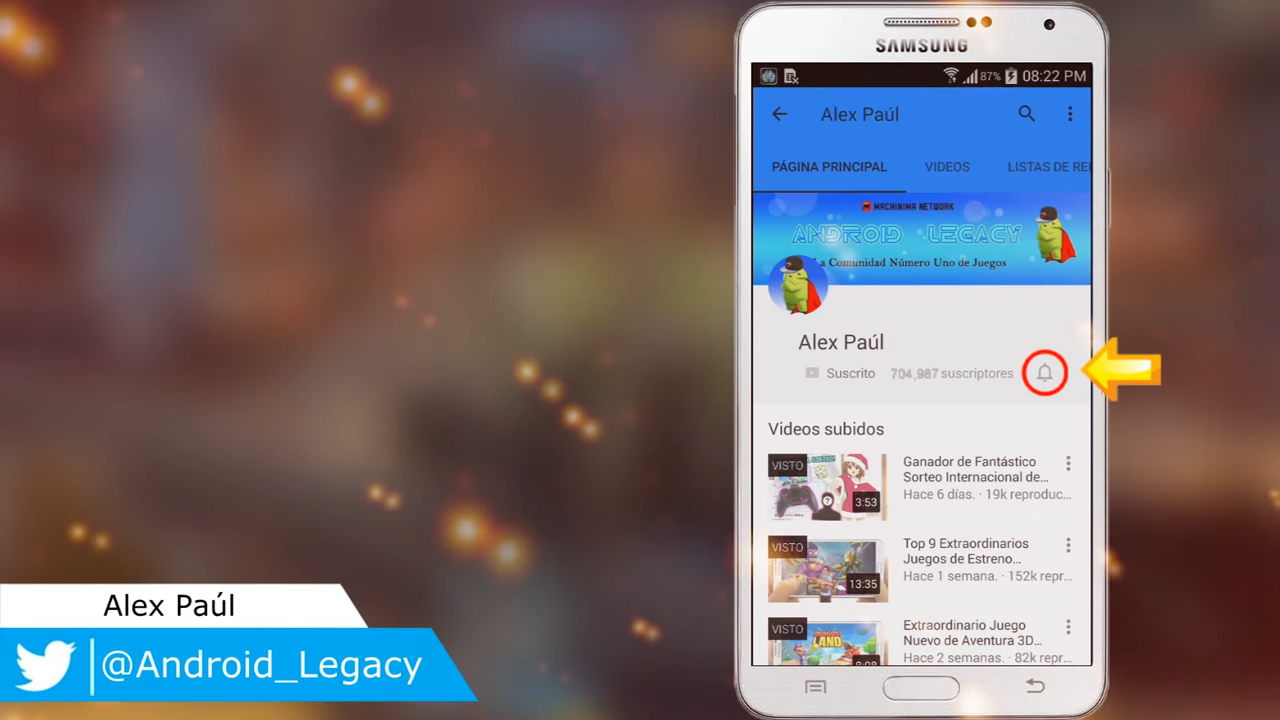 SAMSUNG
87% 08:22 PM
Alex Paúl
PÁGINA PRINCIPAL VIDEOS LISTAS DE RE
MACHINIMA NETWORK
ANDROID LEGACY
La Comunidad Número Uno de Juegos
Alex Paúl
Suscrito 704,987 suscriptores
Videos subidos
VISTO
3:53
Ganador de Fantástico
Sorteo Internacional de...
Hace 6 días. · 19k reproduc...
VISTO
13:35
Top 9 Extraordinarios
Juegos de Estreno...
Hace 1 semana. · 152k repr...
VISTO
LAND
8:08
Extraordinario Juego
Nuevo de Aventura 3D...
Hace 2 semanas. · 82k repr...
Alex Paúl
@Android_Legacy